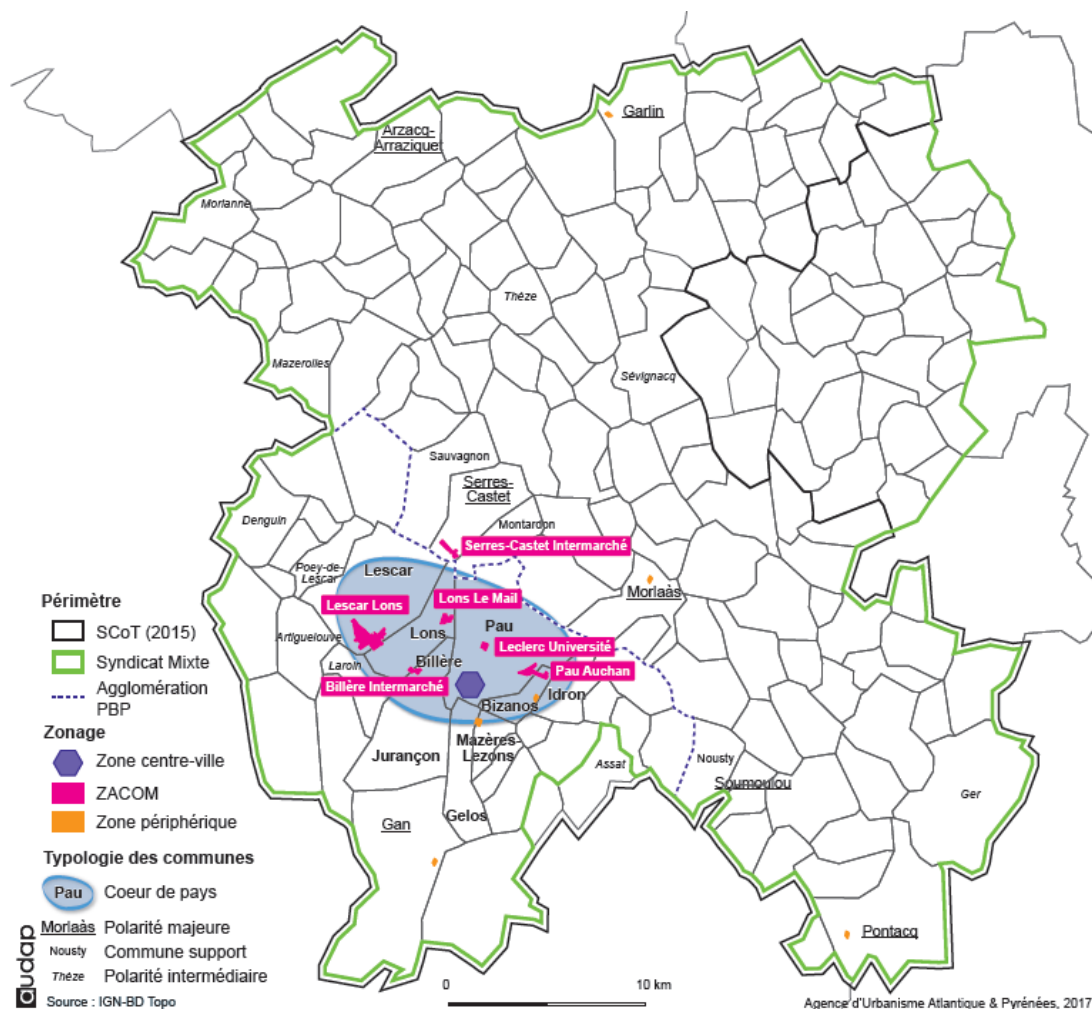 Garlin
Arzacq-
Arraziquet
Morlanne
Thèze
Mazerolles
Sévignacq
Sauvagnon
Serres-
Castet
Denguin
Montardon
Serres-Castet Intermarché
Poey-de-
Lescar
Lescar
Morlaàs
Lons Le Mail
Lescar Lons
Pau
Artiguelouve
Lons
Leclerc Université
Laroin
Billère
Pau Auchan
Billère Intermarché
Idron
Bizanos
Mazères-
Lezons
Jurançon
Assat
Nousty
Soumoulou
Ger
Gelos
Gan
Pontacq
Périmètre
SCoT (2015)
Syndicat Mixte
Agglomération
PBP
Zonage
Zone centre-ville
ZACOM
Zone périphérique
Typologie des communes
Pau
Coeur de pays
Morlaàs
Polarité majeure
Nousty
Commune support
Thèze
Polarité intermédiaire
audap
Source : IGN-BD Topo
0
10 km
Agence d'Urbanisme Atlantique & Pyrénées, 2017